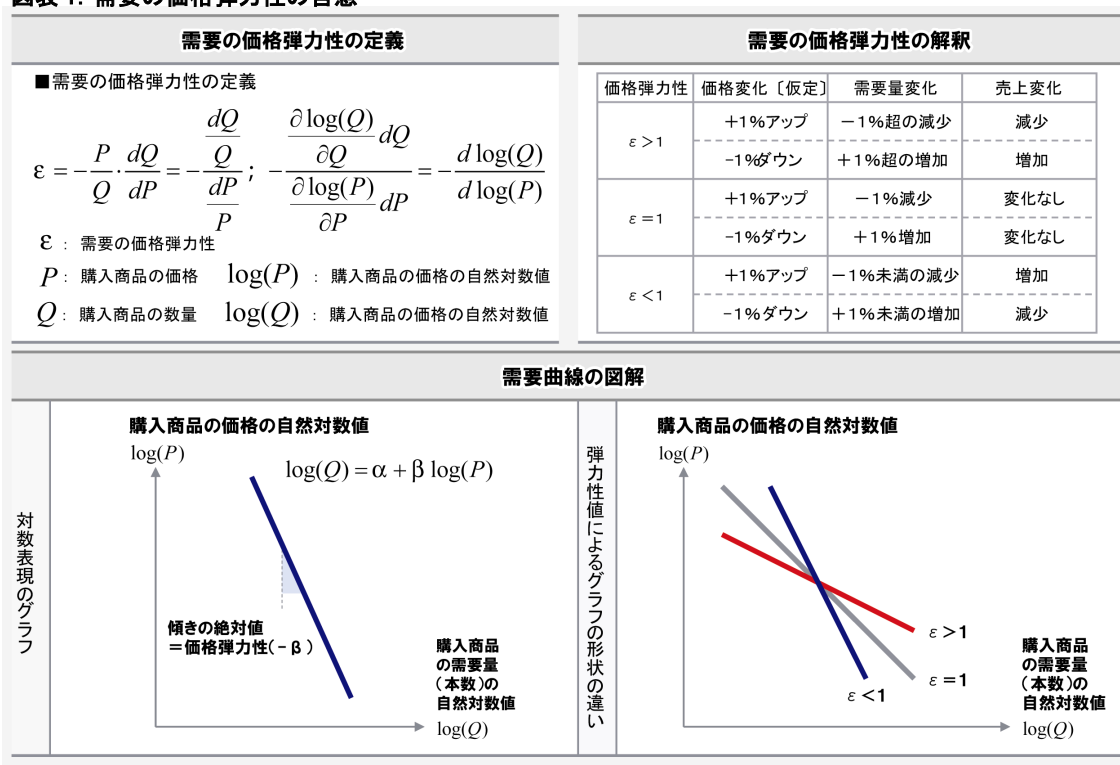 図表1. 需要の価格弾力性の合意
需要の価格弾力性の定義
■需要の価格弾力性の定義
ε = −P/Q · dQ/dP = − (dQ/Q)/(dP/P) ; − (∂log(Q)/∂Q dQ)/(∂log(P)/∂P dP) = − d log(Q)/d log(P)
ε : 需要の価格弾力性
P : 購入商品の価格 log(P) : 購入商品の価格の自然対数値
Q : 購入商品の数量 log(Q) : 購入商品の価格の自然対数値
需要の価格弾力性の解釈
価格弾力性 価格変化〔仮定〕 需要量変化 売上変化
ε>1
+1%アップ −1%超の減少 減少
-1%ダウン +1%超の増加 増加
ε=1
+1%アップ −1%減少 変化なし
-1%ダウン +1%増加 変化なし
ε<1
+1%アップ −1%未満の減少 増加
-1%ダウン +1%未満の増加 減少
需要曲線の図解
対数表現のグラフ
購入商品の価格の自然対数値
log(P)
log(Q)=α+β log(P)
傾きの絶対値
=価格弾力性(-β)
購入商品
の需要量
(本数)の
自然対数値
log(Q)
弾力性値によるグラフの形状の違い
購入商品の価格の自然対数値
log(P)
ε>1
ε=1
ε<1
購入商品
の需要量
(本数)の
自然対数値
log(Q)